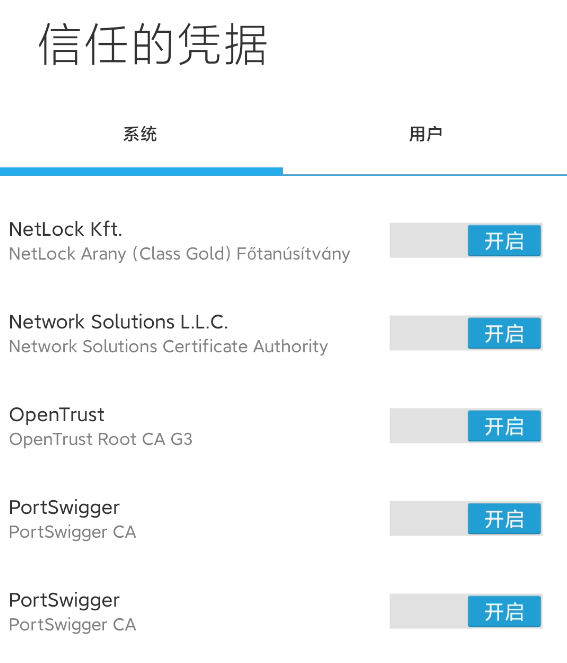 信任的凭据
系统
用户
NetLock Kft.
NetLock Arany (Class Gold) Főtanúsítvány
开启
Network Solutions L.L.C.
Network Solutions Certificate Authority
开启
OpenTrust
OpenTrust Root CA G3
开启
PortSwigger
PortSwigger CA
开启
PortSwigger
PortSwigger CA
开启